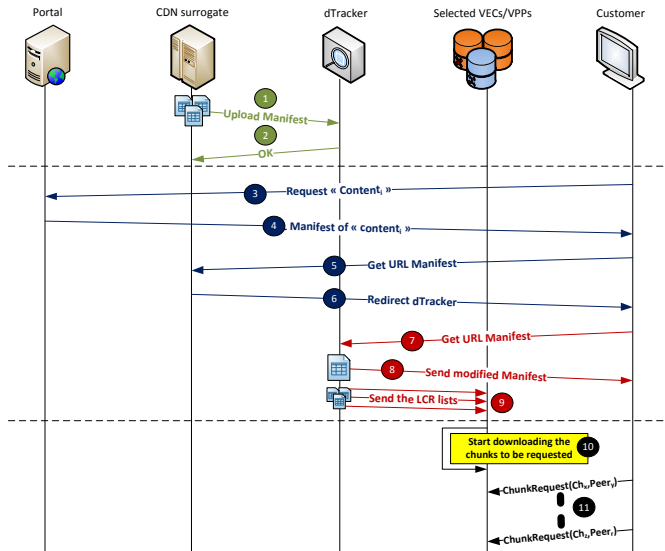 Portal
CDN surrogate
dTracker
Selected VECs/VPPs
Customer
1
Upload Manifest
2
OK
3
Request « Contentᵢ »
4
Manifest of « contentᵢ »
5
Get URL Manifest
6
Redirect dTracker
7
Get URL Manifest
8
Send modified Manifest
Send the LCR lists
9
Start downloading the
chunks to be requested
10
ChunkRequest(Chₓ,Peerᵧ)
11
ChunkRequest(Ch₂,Peerᵣ)